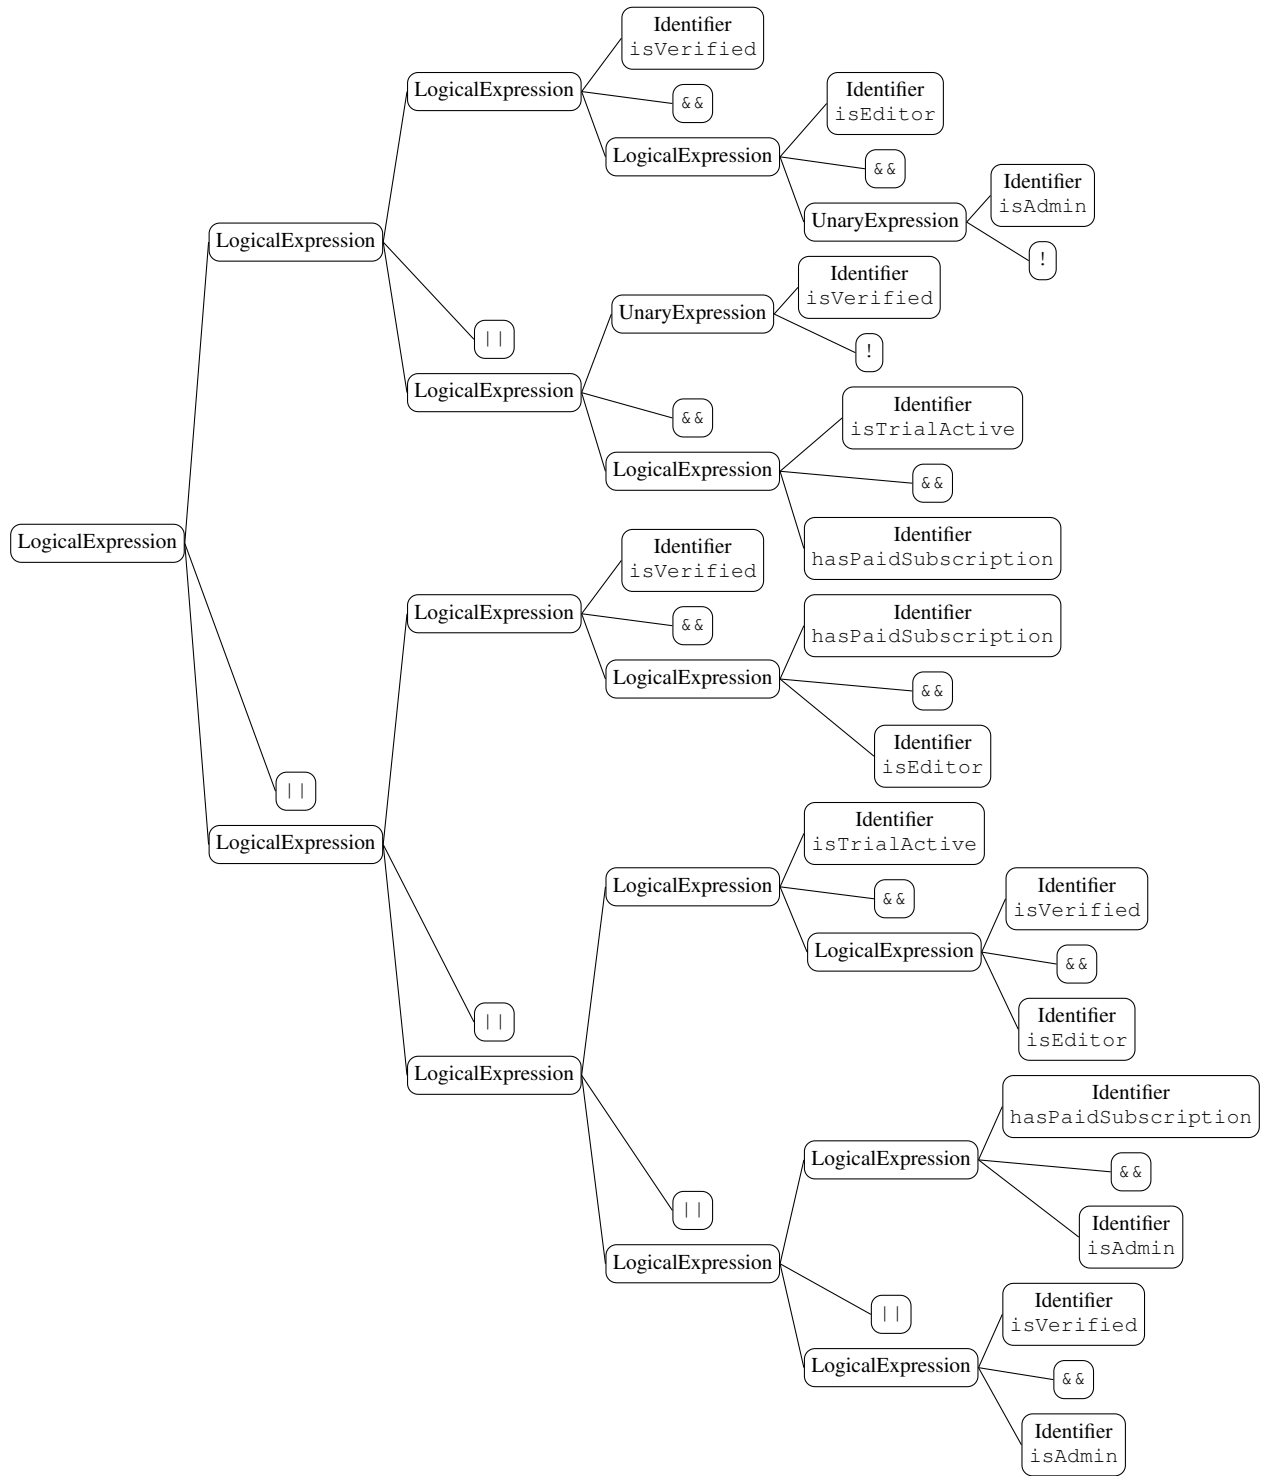 Identifier
isVerified
LogicalExpression
&&
Identifier
isEditor
LogicalExpression
&&
Identifier
isAdmin
UnaryExpression
!
LogicalExpression
Identifier
isVerified
UnaryExpression
!
||
LogicalExpression
&&
Identifier
isTrialActive
LogicalExpression
&&
Identifier
hasPaidSubscription
LogicalExpression
Identifier
isVerified
LogicalExpression
&&
Identifier
hasPaidSubscription
LogicalExpression
&&
Identifier
isEditor
||
LogicalExpression
Identifier
isTrialActive
LogicalExpression
&&
Identifier
isVerified
LogicalExpression
&&
Identifier
isEditor
||
LogicalExpression
Identifier
hasPaidSubscription
LogicalExpression
&&
Identifier
isAdmin
||
LogicalExpression
Identifier
isVerified
||
LogicalExpression
&&
Identifier
isAdmin